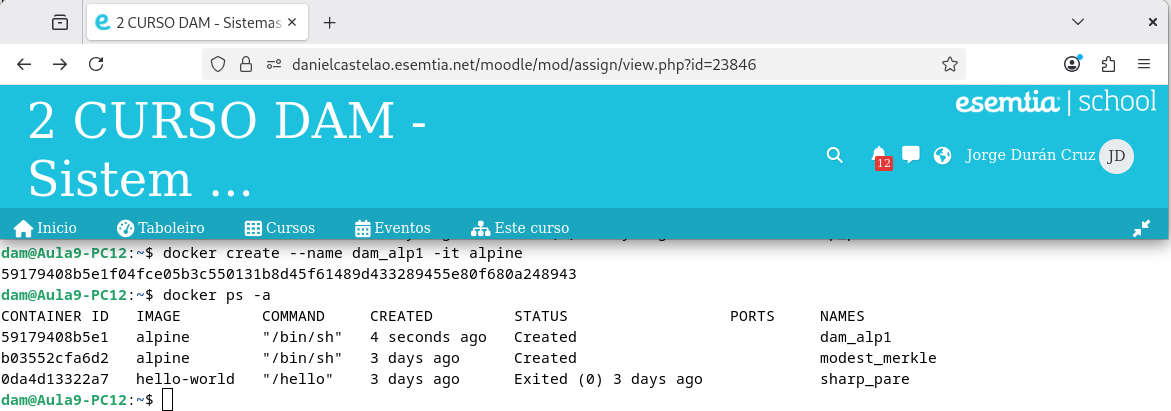 2 CURSO DAM - Sistemas
danielcastelao.esemtia.net/moodle/mod/assign/view.php?id=23846
esemtia | school
2 CURSO DAM -
Sistem ...
12
Jorge Durán Cruz JD
Inicio Taboleiro Cursos Eventos Este curso
dam@Aula9-PC12:~$ docker create --name dam_alp1 -it alpine
59179408b5e1f04fce05b3c550131b8d45f61489d433289455e80f680a248943
dam@Aula9-PC12:~$ docker ps -a
CONTAINER ID   IMAGE         COMMAND     CREATED         STATUS                  PORTS     NAMES
59179408b5e1   alpine        "/bin/sh"   4 seconds ago   Created                           dam_alp1
b03552cfa6d2   alpine        "/bin/sh"   3 days ago      Created                           modest_merkle
0da4d13322a7   hello-world   "/hello"    3 days ago      Exited (0) 3 days ago             sharp_pare
dam@Aula9-PC12:~$